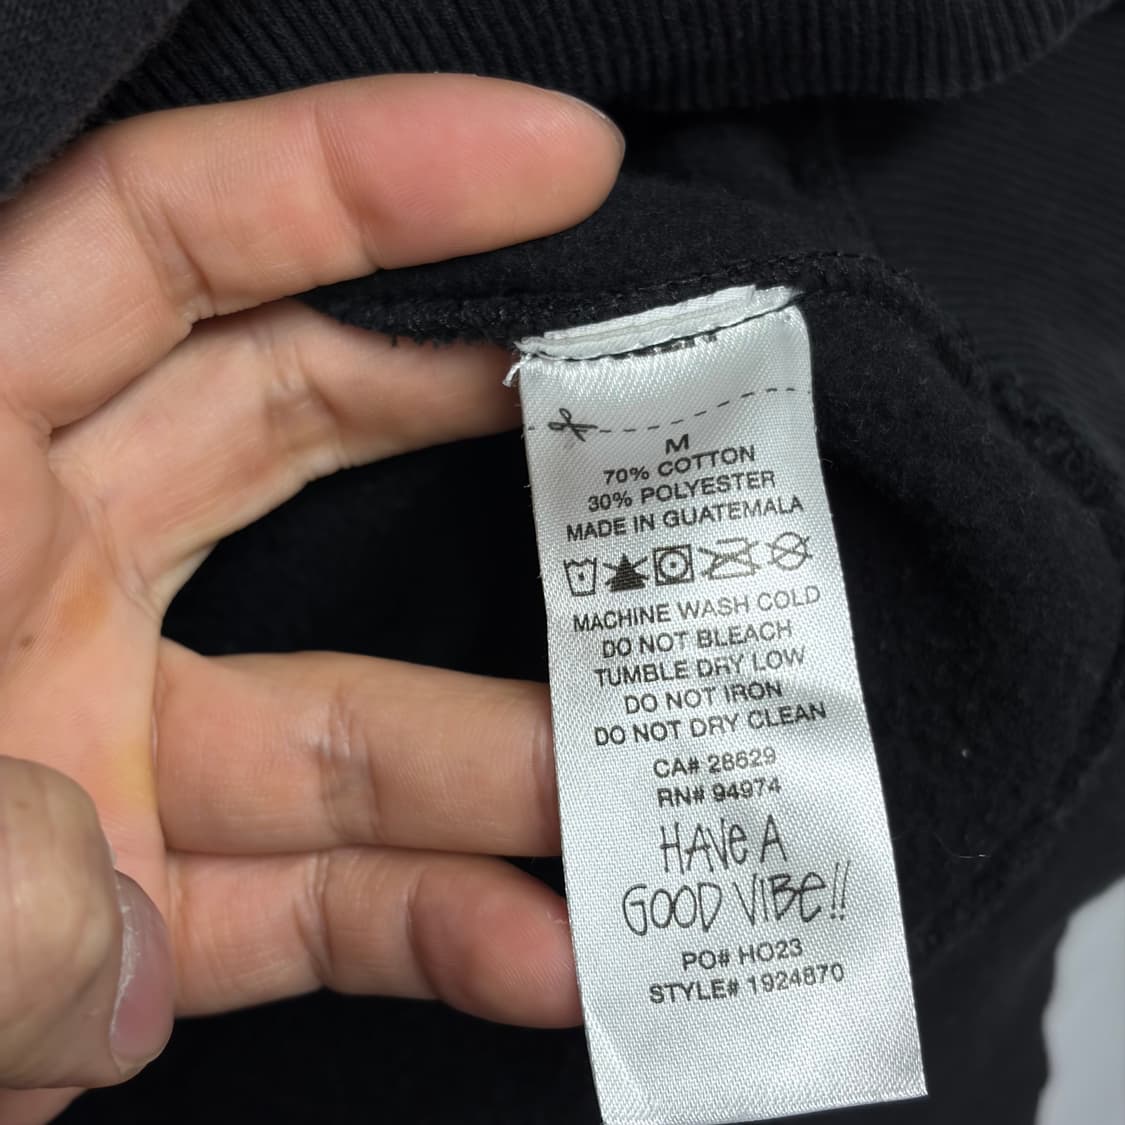 M
70% COTTON
30% POLYESTER
MADE IN GUATEMALA
MACHINE WASH COLD
DO NOT BLEACH
TUMBLE DRY LOW
DO NOT IRON
DO NOT DRY CLEAN
CA# 28629
RN# 94974
HAVe A
GOOD VIBe!!
PO# HO23
STYLE# 1924870